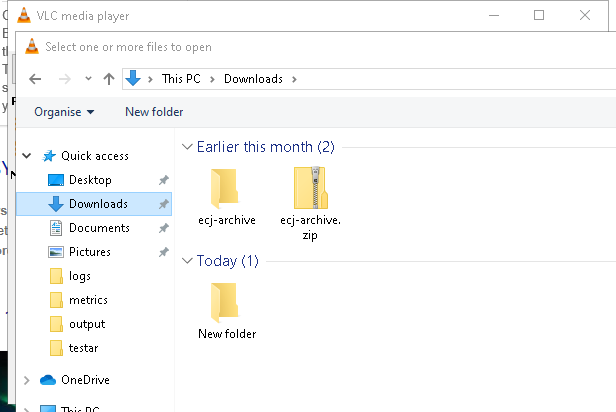 VLC media player
Select one or more files to open
This PC
Downloads
Organise
New folder
Quick access
Desktop
Downloads
Documents
Pictures
logs
metrics
output
testar
OneDrive
This PC
Earlier this month (2)
ecj-archive
ecj-archive.
zip
Today (1)
New folder